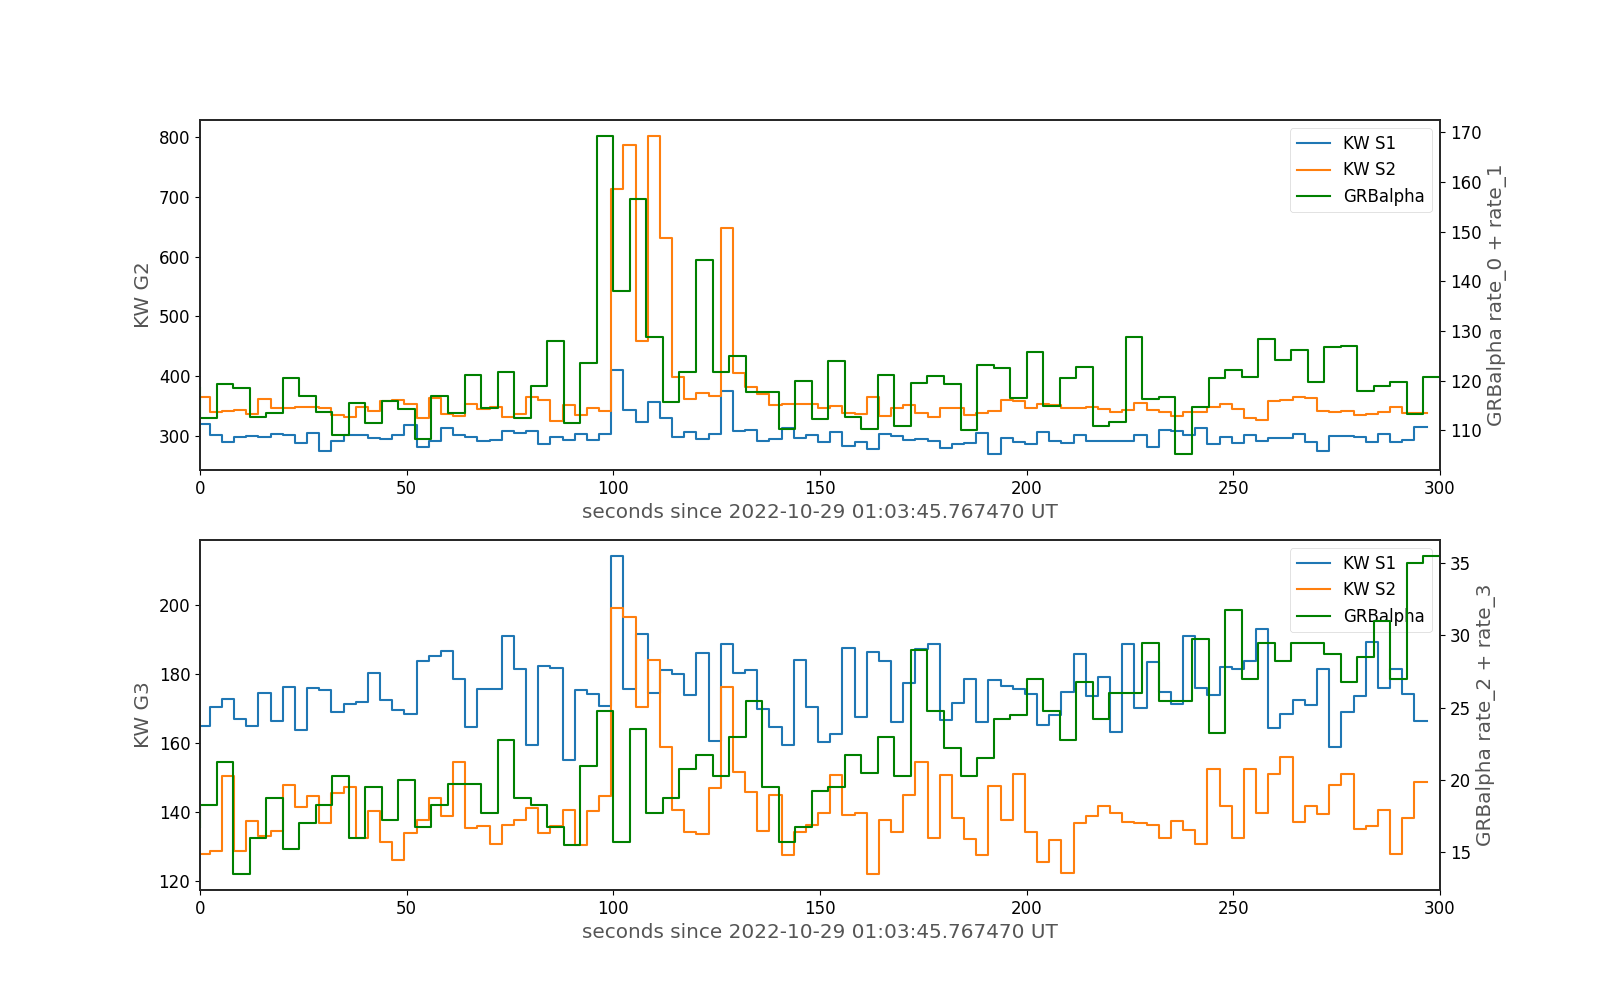 800
700
600
500
400
300
KW G2
170
160
150
140
130
120
110
GRBalpha rate_0 + rate_1
KW S1
KW S2
GRBalpha
0 50 100 150 200 250 300
seconds since 2022-10-29 01:03:45.767470 UT
200
180
160
140
120
KW G3
35
30
25
20
15
GRBalpha rate_2 + rate_3
KW S1
KW S2
GRBalpha
0 50 100 150 200 250 300
seconds since 2022-10-29 01:03:45.767470 UT